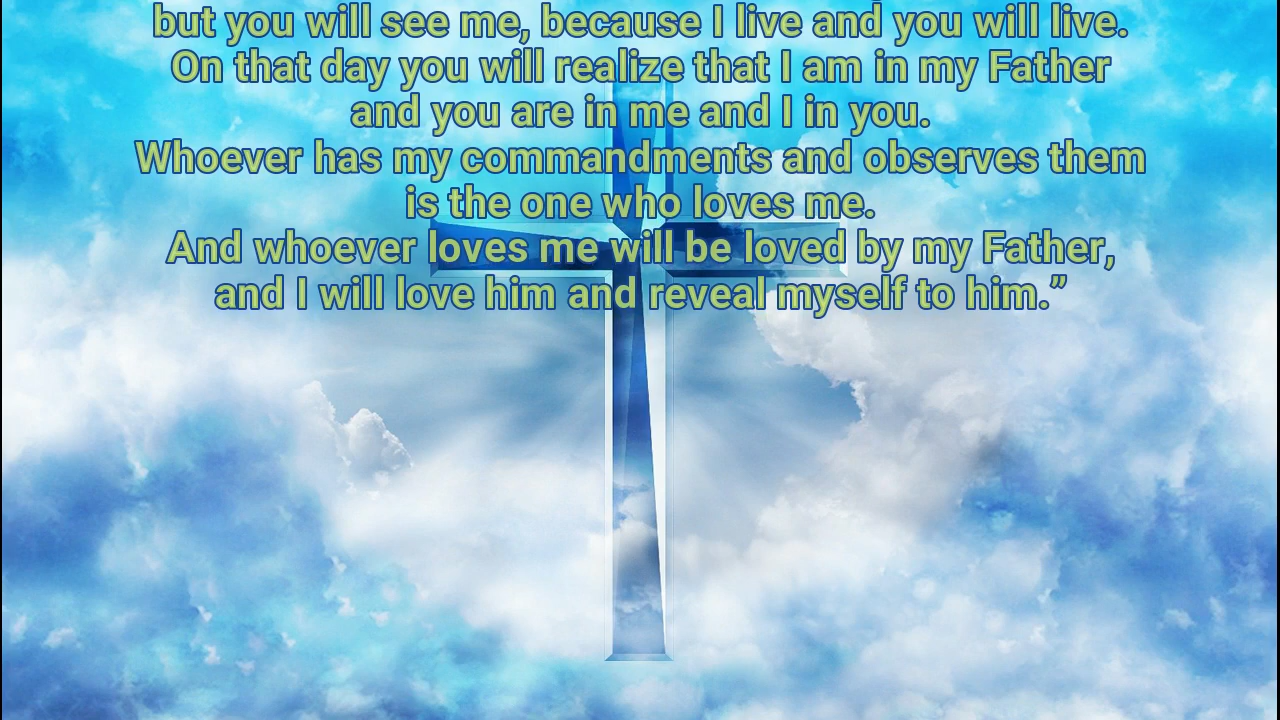 but you will see me, because I live and you will live.
On that day you will realize that I am in my Father
and you are in me and I in you.
Whoever has my commandments and observes them
is the one who loves me.
And whoever loves me will be loved by my Father,
and I will love him and reveal myself to him.”